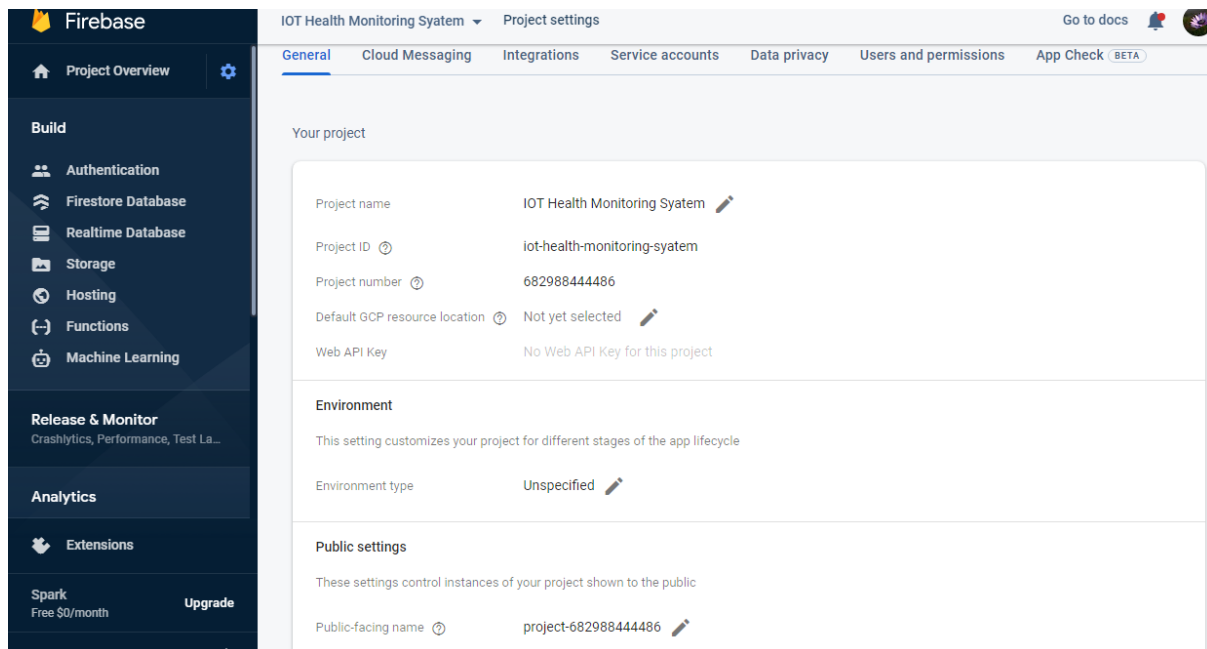 Firebase
IOT Health Monitoring Syatem Project settings Go to docs
Project Overview
General Cloud Messaging Integrations Service accounts Data privacy Users and permissions App Check BETA
Build
Authentication
Firestore Database
Realtime Database
Storage
Hosting
Functions
Machine Learning
Release & Monitor
Crashlytics, Performance, Test La...
Analytics
Extensions
Spark
Free $0/month
Upgrade
Your project
Project name IOT Health Monitoring Syatem
Project ID iot-health-monitoring-syatem
Project number 682988444486
Default GCP resource location Not yet selected
Web API Key No Web API Key for this project
Environment
This setting customizes your project for different stages of the app lifecycle
Environment type Unspecified
Public settings
These settings control instances of your project shown to the public
Public-facing name project-682988444486